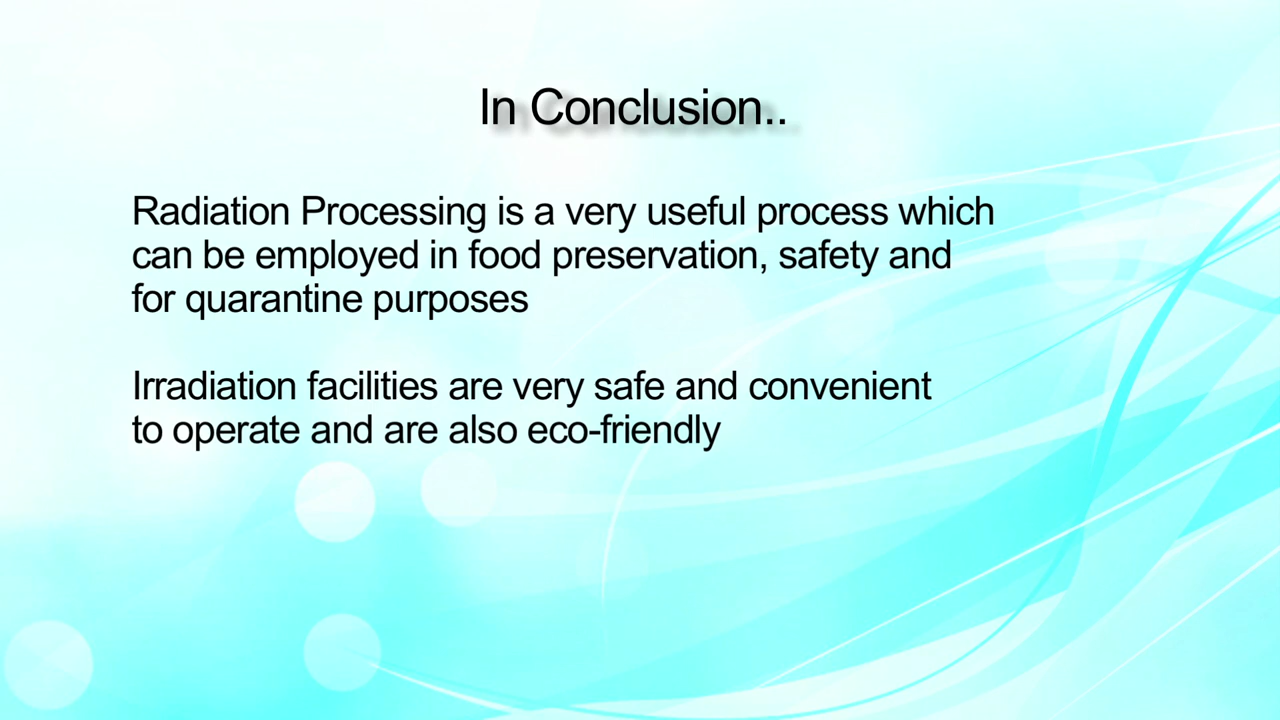 In Conclusion..
Radiation Processing is a very useful process which
can be employed in food preservation, safety and
for quarantine purposes
Irradiation facilities are very safe and convenient
to operate and are also eco-friendly